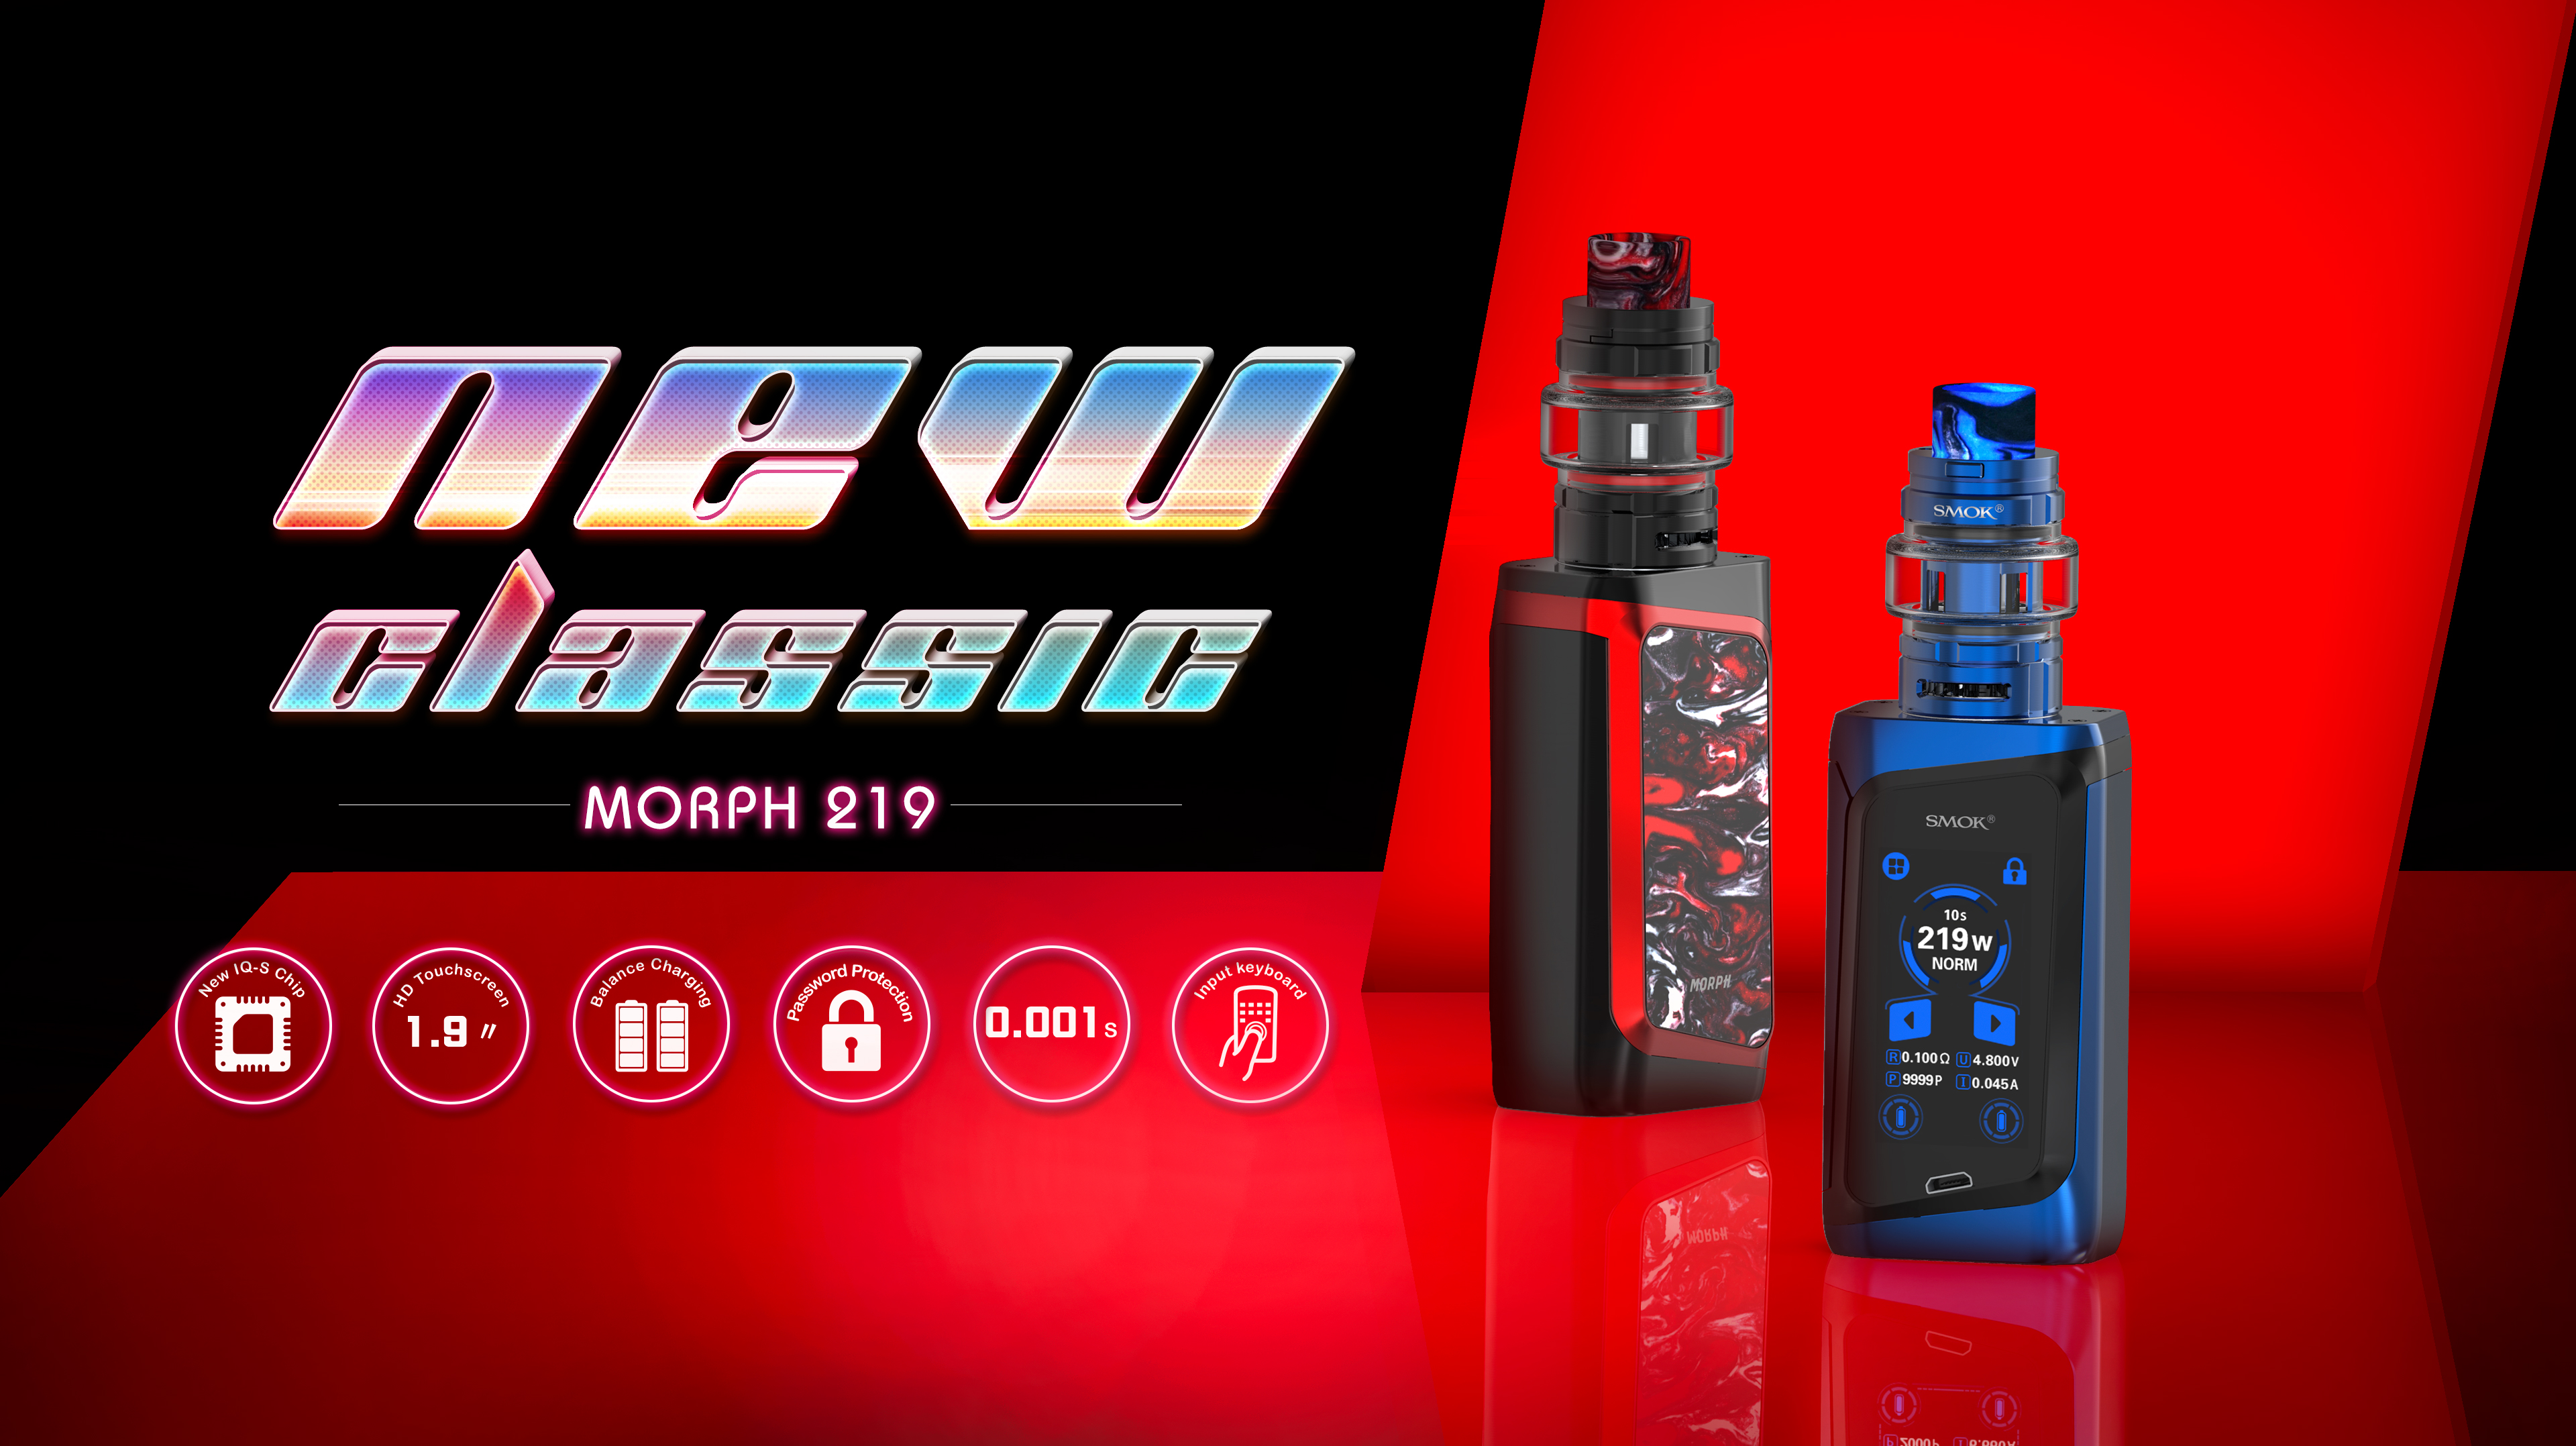 new
classic
MORPH 219
New IQ-S Chip
HD Touchscreen
1.9 "
Balance Charging
Password Protection
0.001s
Input keyboard
MORPH
SMOK®
SMOK®
10s
219w
NORM
R 0.100Ω U 4.800V
P 9999P I 0.045A